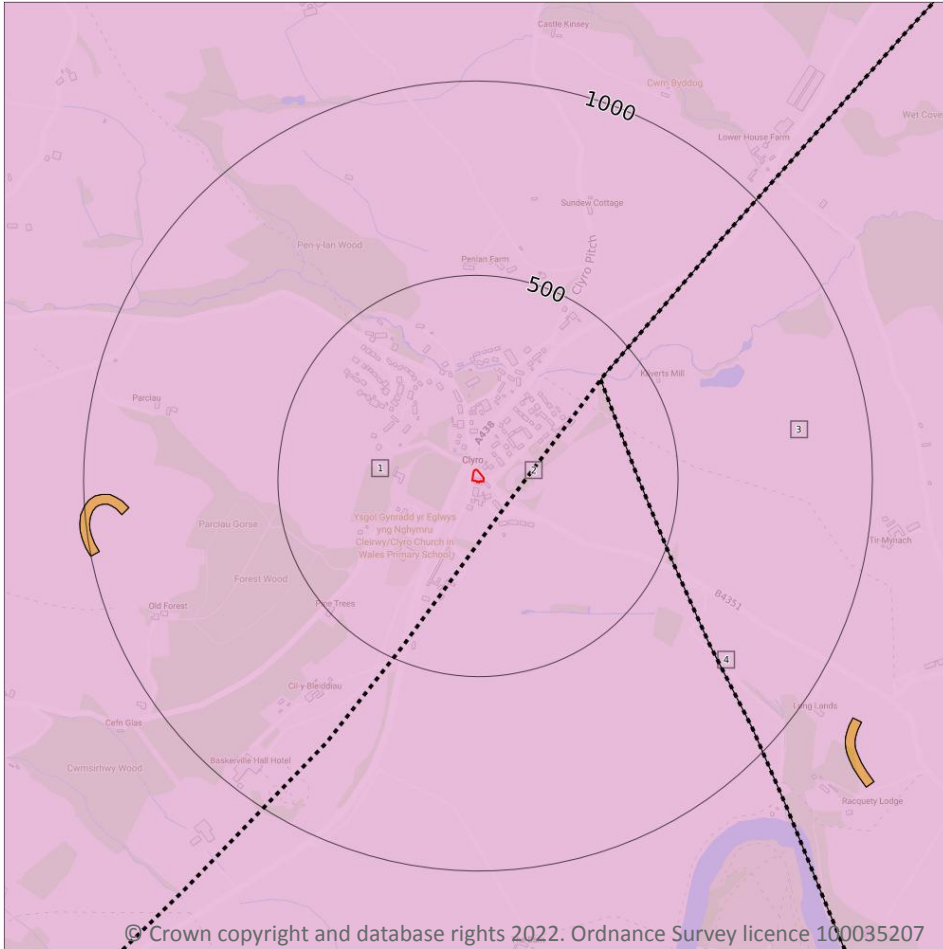 Castle Kinsey
Cwm Byddog
1000
Wet Cove
Lower House Farm
Sundew Cottage
Pen-y-lan Wood
Clyro Pitch
Penlan Farm
500
Kilverts Mill
Parciau
3
A438
Clyro
1
2
Ysgol Gynradd yr Eglwys
yng Nghymru
Cleirwy/Clyro Church in
Wales Primary School
Parciau Gorse
Tir-Mynach
Forest Wood
Old Forest
Pine Trees
B4351
4
Cil-y-Bleiddiau
Long Lands
Cefn Glas
Baskerville Hall Hotel
Cwmsirhwy Wood
Racquety Lodge
© Crown copyright and database rights 2022. Ordnance Survey licence 100035207